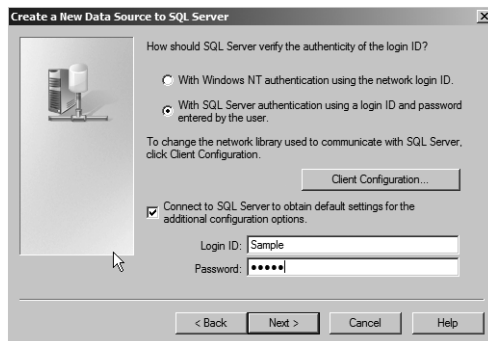 Create a New Data Source to SQL Server
How should SQL Server verify the authenticity of the login ID?
With Windows NT authentication using the network login ID.
With SQL Server authentication using a login ID and password
entered by the user.
To change the network library used to communicate with SQL Server,
click Client Configuration.
Client Configuration...
Connect to SQL Server to obtain default settings for the
additional configuration options.
Login ID: Sample
Password: •••••
< Back Next > Cancel Help